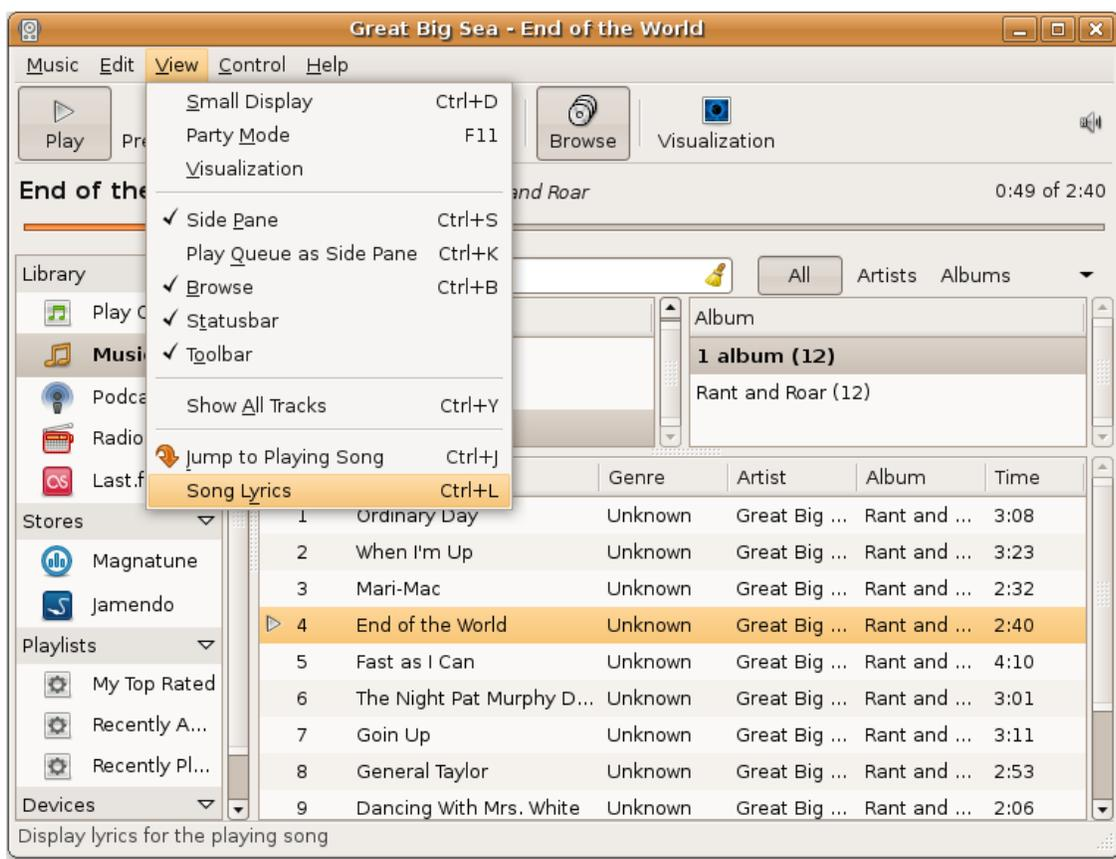 Great Big Sea - End of the World
Music Edit View Control Help
Small Display Ctrl+D
Party Mode F11
Visualization
Side Pane Ctrl+S
Play Queue as Side Pane Ctrl+K
Browse Ctrl+B
Statusbar
Toolbar
Show All Tracks Ctrl+Y
Jump to Playing Song Ctrl+J
Song Lyrics Ctrl+L
Play Browse Visualization
End of the and Roar 0:49 of 2:40
Library All Artists Albums
Play
Album
Music 1 album (12)
Rant and Roar (12)
Radio
Last.f
Genre Artist Album Time
Stores
Magnatune
Jamendo
Playlists
My Top Rated
Recently A...
Recently Pl...
Devices
1 Ordinary Day Unknown Great Big ... Rant and ... 3:08
2 When I'm Up Unknown Great Big ... Rant and ... 3:23
3 Mari-Mac Unknown Great Big ... Rant and ... 2:32
4 End of the World Unknown Great Big ... Rant and ... 2:40
5 Fast as I Can Unknown Great Big ... Rant and ... 4:10
6 The Night Pat Murphy D... Unknown Great Big ... Rant and ... 3:01
7 Goin Up Unknown Great Big ... Rant and ... 3:11
8 General Taylor Unknown Great Big ... Rant and ... 2:53
9 Dancing With Mrs. White Unknown Great Big ... Rant and ... 2:06
Display lyrics for the playing song